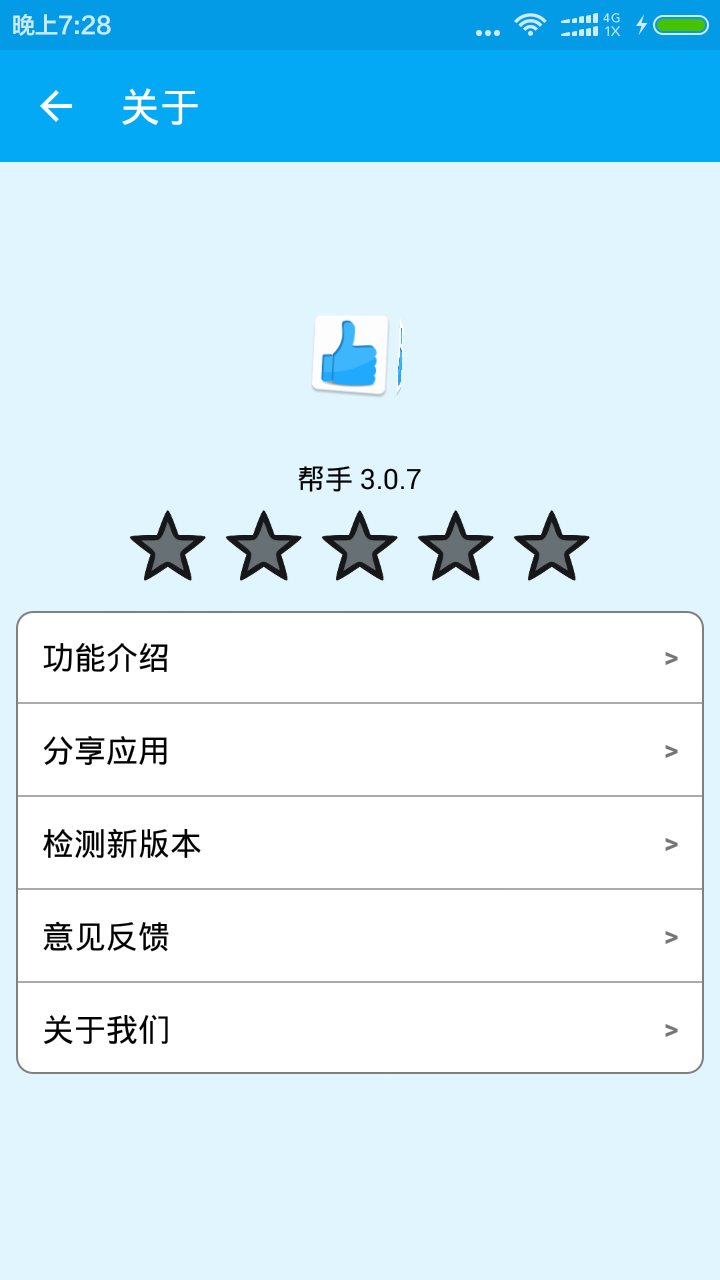 晚上7:28
4G
1X
关于
帮手 3.0.7
功能介绍 >
分享应用 >
检测新版本 >
意见反馈 >
关于我们 >